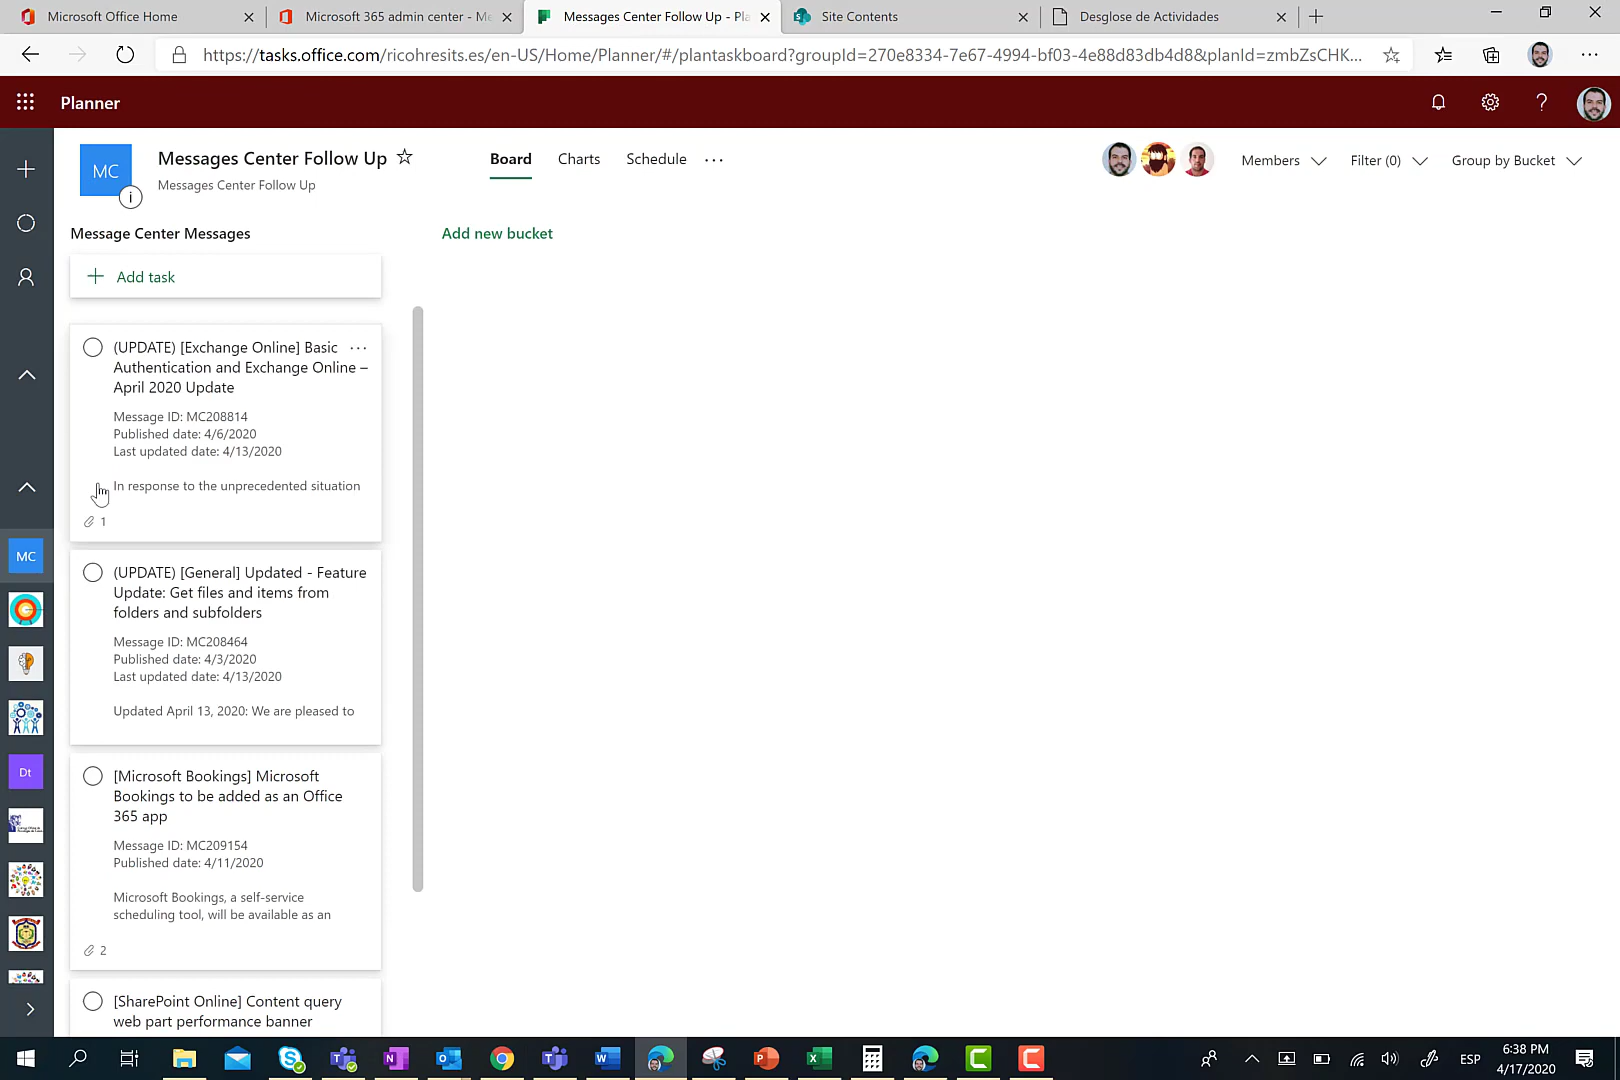 Microsoft Office Home
Microsoft 365 admin center - Me
Messages Center Follow Up - Pla
Site Contents
Desglose de Actividades
https://tasks.office.com/ricohresits.es/en-US/Home/Planner/#/plantaskboard?groupId=270e8334-7e67-4994-bf03-4e88d83db4d8&planId=zmbZsCHK...
Planner
MC
Messages Center Follow Up
Messages Center Follow Up
Board
Charts
Schedule
Members
Filter (0)
Group by Bucket
Message Center Messages
Add new bucket
Add task
(UPDATE) [Exchange Online] Basic
Authentication and Exchange Online –
April 2020 Update
Message ID: MC208814
Published date: 4/6/2020
Last updated date: 4/13/2020
In response to the unprecedented situation
1
(UPDATE) [General] Updated - Feature
Update: Get files and items from
folders and subfolders
Message ID: MC208464
Published date: 4/3/2020
Last updated date: 4/13/2020
Updated April 13, 2020: We are pleased to
[Microsoft Bookings] Microsoft
Bookings to be added as an Office
365 app
Message ID: MC209154
Published date: 4/11/2020
Microsoft Bookings, a self-service
scheduling tool, will be available as an
2
[SharePoint Online] Content query
web part performance banner
MC
Dt
ESP
6:38 PM
4/17/2020